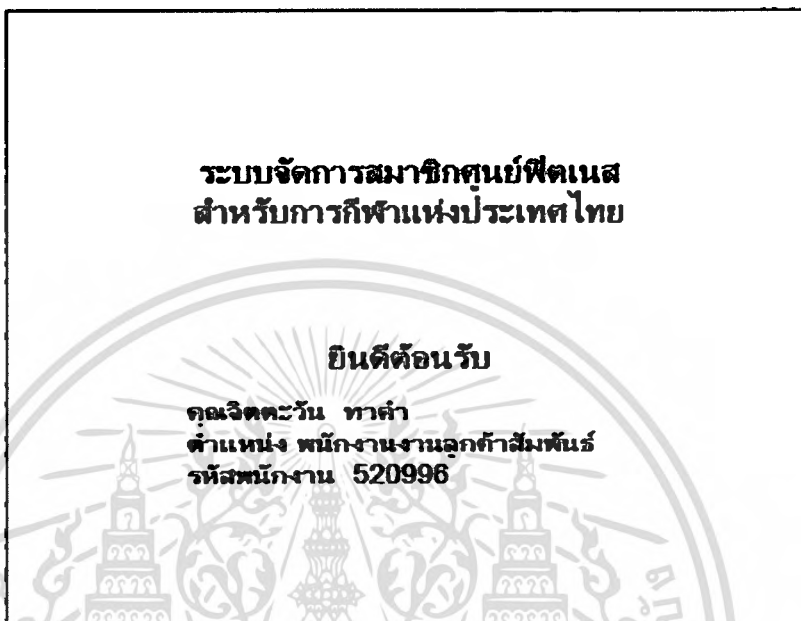 ระบบจัดการสมาชิกศูนย์ฟิตเนส
สำหรับการกีฬาแห่งประเทศไทย
ยินดีต้อนรับ
คุณจิตตะวัน ทาคำ
ตำแหน่ง พนักงานงานลูกค้าสัมพันธ์
รหัสพนักงาน 520996